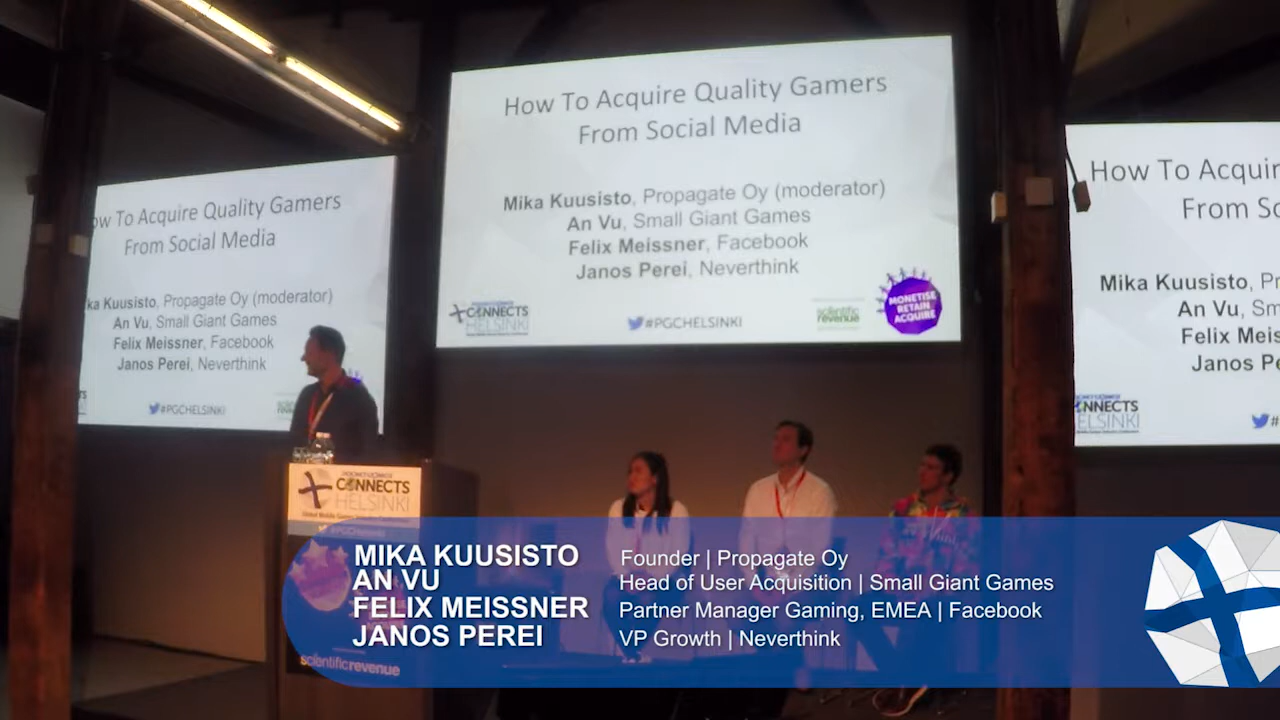 How To Acquire Quality Gamers
From Social Media
Mika Kuusisto, Propagate Oy (moderator)
An Vu, Small Giant Games
Felix Meissner, Facebook
Janos Perei, Neverthink
CONNECTS
HELSINKI
#PGCHELSINKI
scientific
revenue
MONETISE
RETAIN
ACQUIRE
ow To Acquire Quality Gamers
From Social Media
ka Kuusisto, Propagate Oy (moderator)
An Vu, Small Giant Games
Felix Meissner, Facebook
Janos Perei, Neverthink
#PGCHELSINKI
How To Acquir
From So
Mika Kuusisto, Pr
An Vu, Sm
Felix Meis
Janos Pe
NNECTS
LSINKI
#
CONNECTS
HELSINKI
MIKA KUUSISTO Founder | Propagate Oy
AN VU Head of User Acquisition | Small Giant Games
FELIX MEISSNER Partner Manager Gaming, EMEA | Facebook
JANOS PEREI VP Growth | Neverthink
scientificrevenue